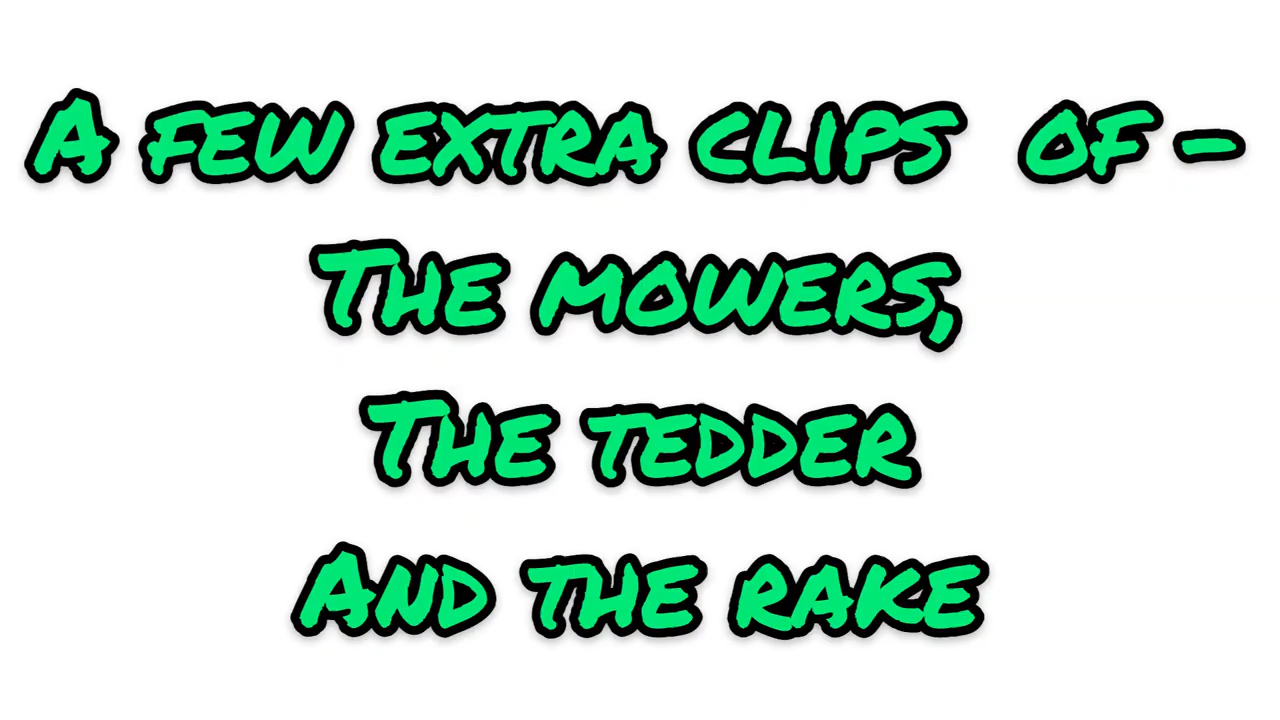 A few extra clips of -
The mowers,
The tedder
And the rake